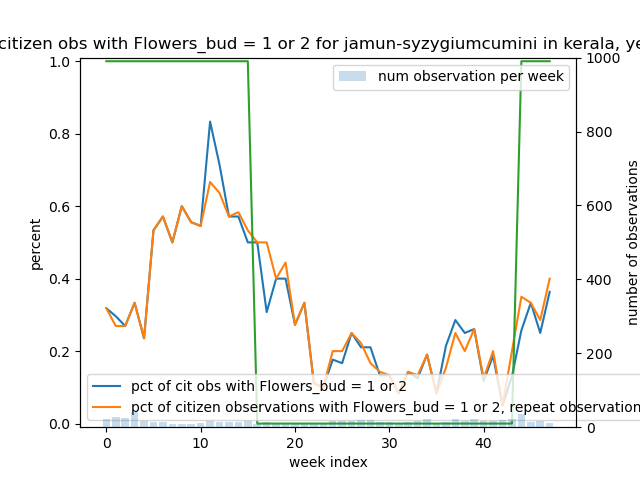 citizen obs with Flowers_bud = 1 or 2 for jamun-syzygiumcumini in kerala,
num observation per week
1.0
0.8
0.6
0.4
0.2
0.0
percent
1000
800
600
400
200
0
number of observations
pct of cit obs with Flowers_bud = 1 or 2
pct of citizen observations with Flowers_bud = 1 or 2, repeat observation
0 10 20 30 40
week index